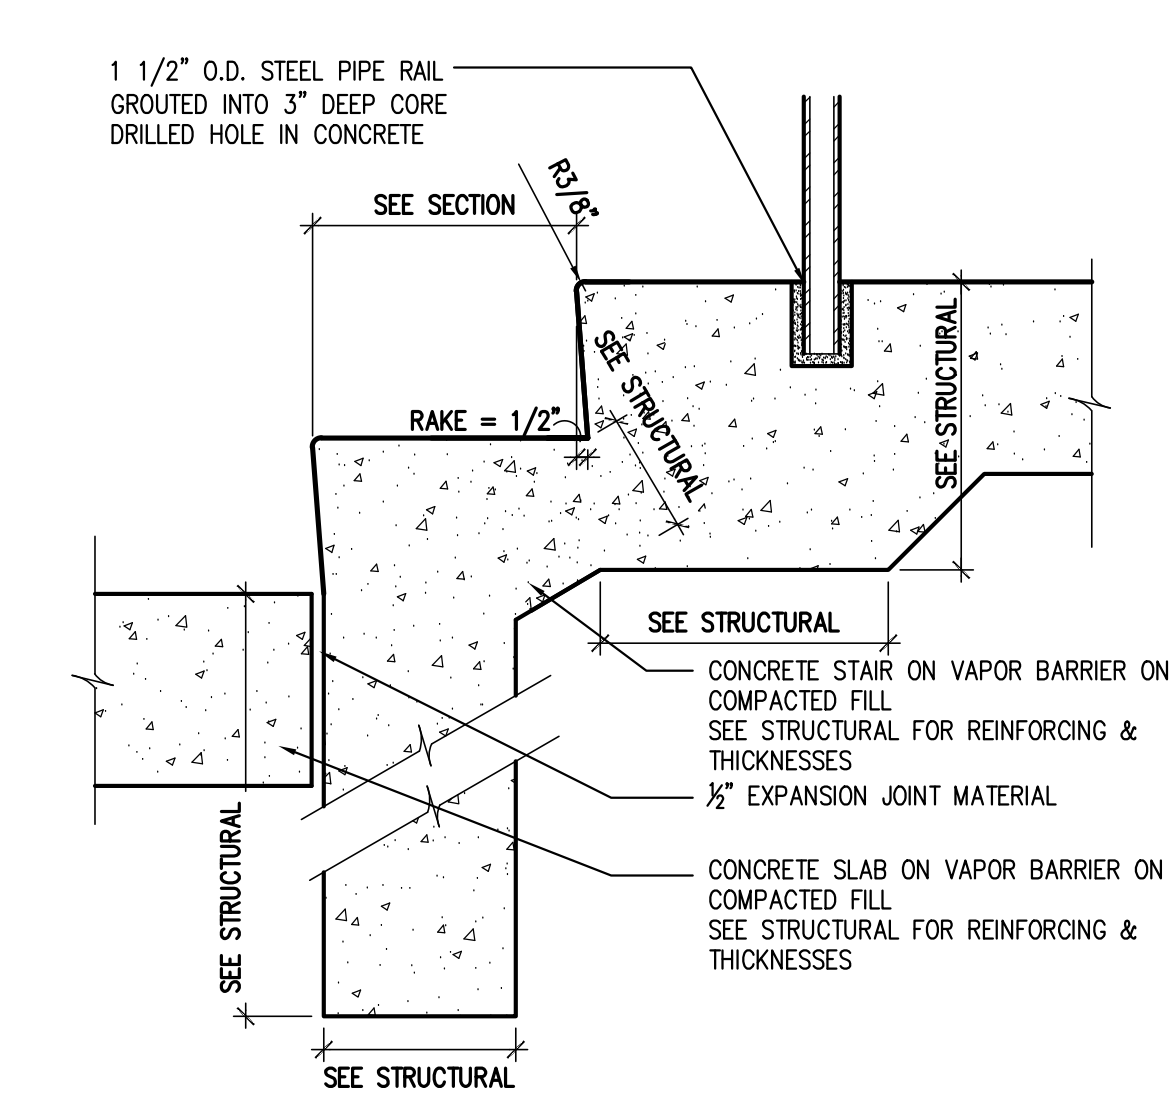 1 1/2" O.D. STEEL PIPE RAIL
GROUTED INTO 3" DEEP CORE
DRILLED HOLE IN CONCRETE
R3/8"
SEE SECTION
SEE STRUCTURAL
SEE STRUCTURAL
RAKE = 1/2"
SEE STRUCTURAL
CONCRETE STAIR ON VAPOR BARRIER ON
COMPACTED FILL
SEE STRUCTURAL FOR REINFORCING &
THICKNESSES
½" EXPANSION JOINT MATERIAL
SEE STRUCTURAL
CONCRETE SLAB ON VAPOR BARRIER ON
COMPACTED FILL
SEE STRUCTURAL FOR REINFORCING &
THICKNESSES
SEE STRUCTURAL